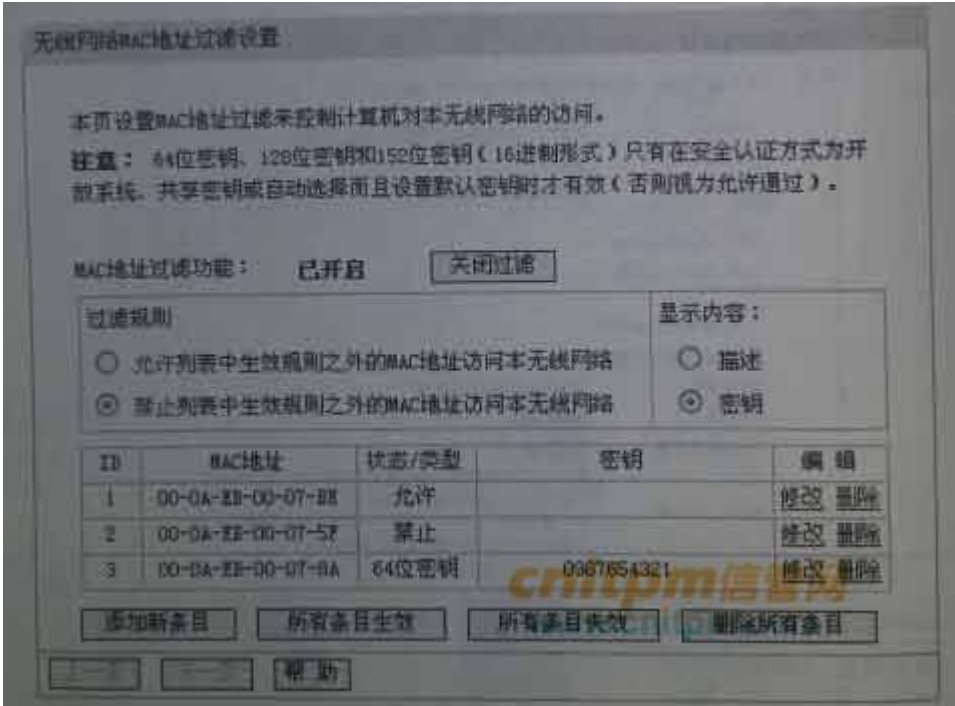 无线网络MAC地址过滤设置
本页设置MAC地址过滤来控制计算机对本无线网络的访问。
注意： 64位密钥、128位密钥和152位密钥（16进制形式）只有在安全认证方式为开
放系统、共享密钥或自动选择而且设置默认密钥时才有效（否则视为允许通过）。
MAC地址过滤功能： 已开启 关闭过滤
过滤规则 显示内容：
允许列表中生效规则之外的MAC地址访问本无线网络 描述
禁止列表中生效规则之外的MAC地址访问本无线网络 密钥
ID MAC地址 状态/类型 密钥 编 辑
1 允许 修改 删除
2 禁止 修改 删除
3 64位密钥 0987654321 修改 删除
cnitpm信管网
添加新条目 所有条目生效 所有条目失效 删除所有条目
帮 助